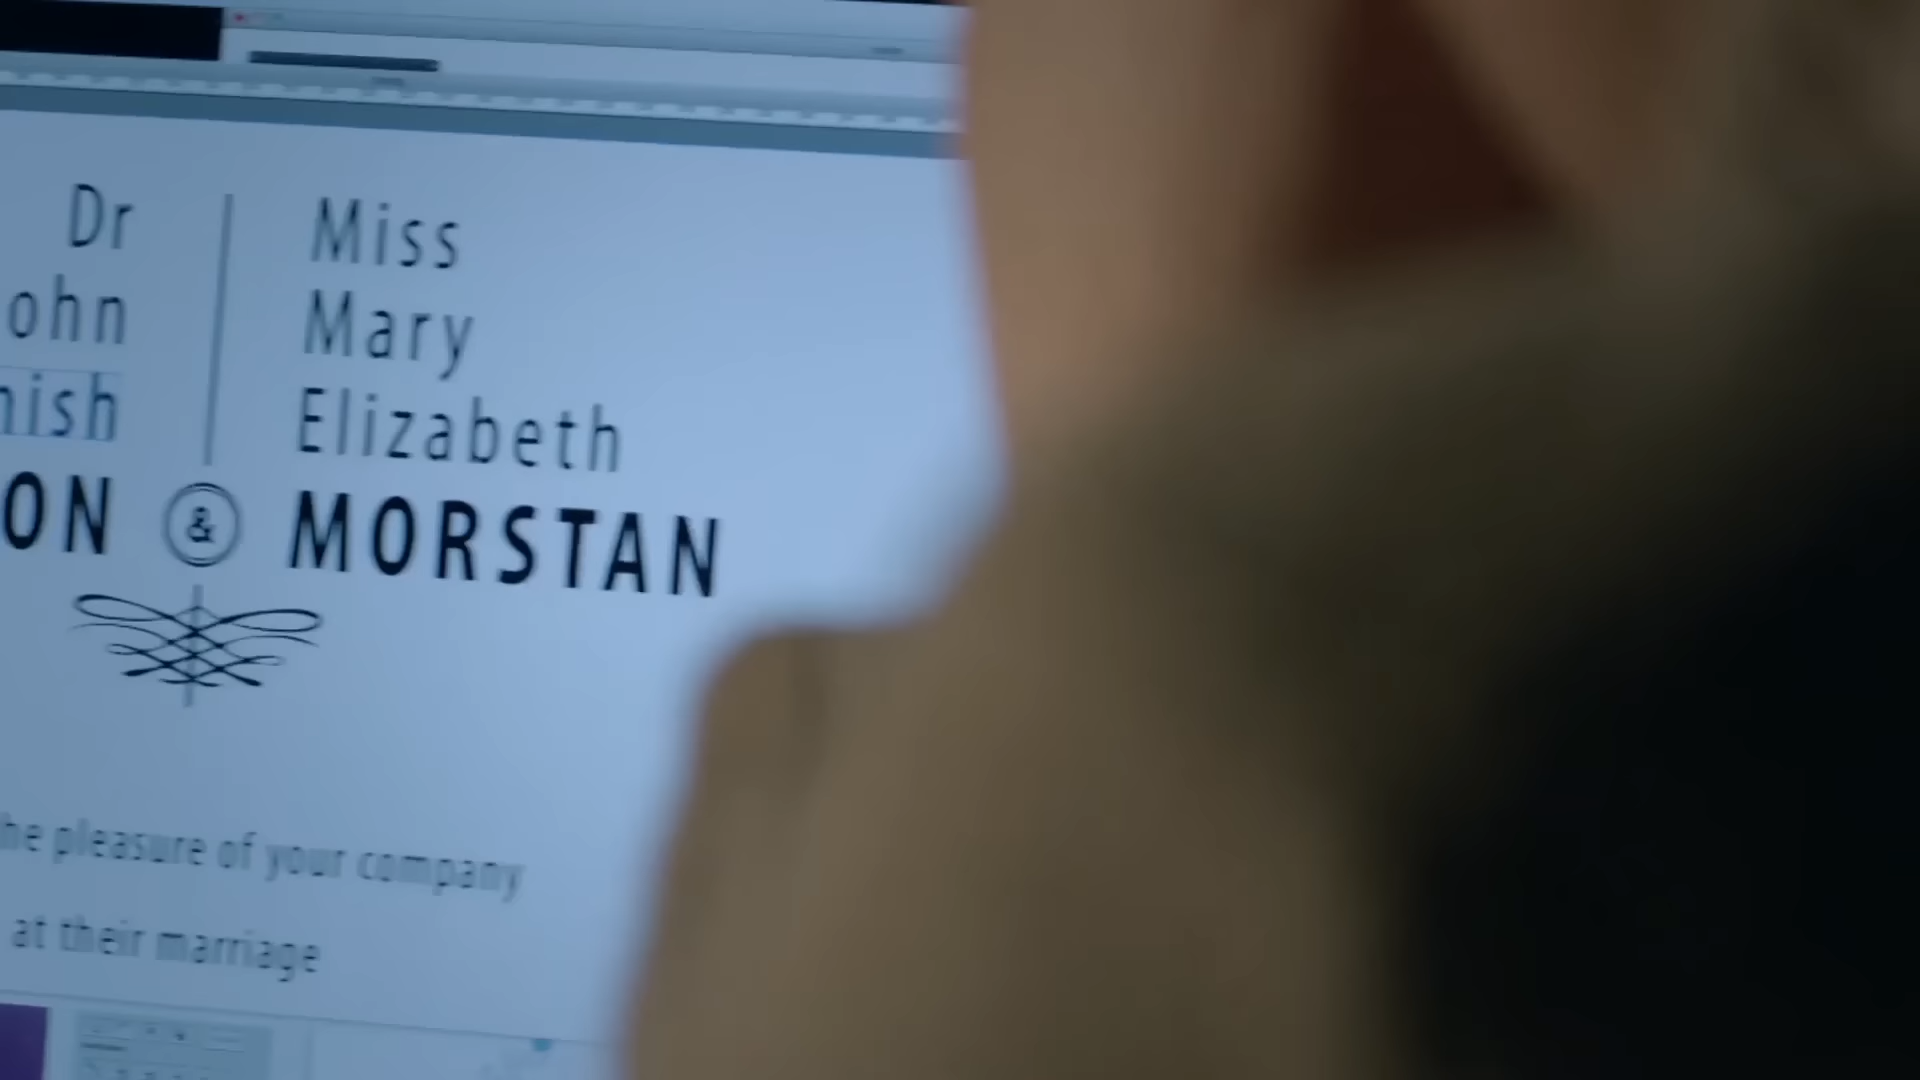 Dr
ohn
nish
ON & MORSTAN
Miss
Mary
Elizabeth
he pleasure of your company
at their marriage